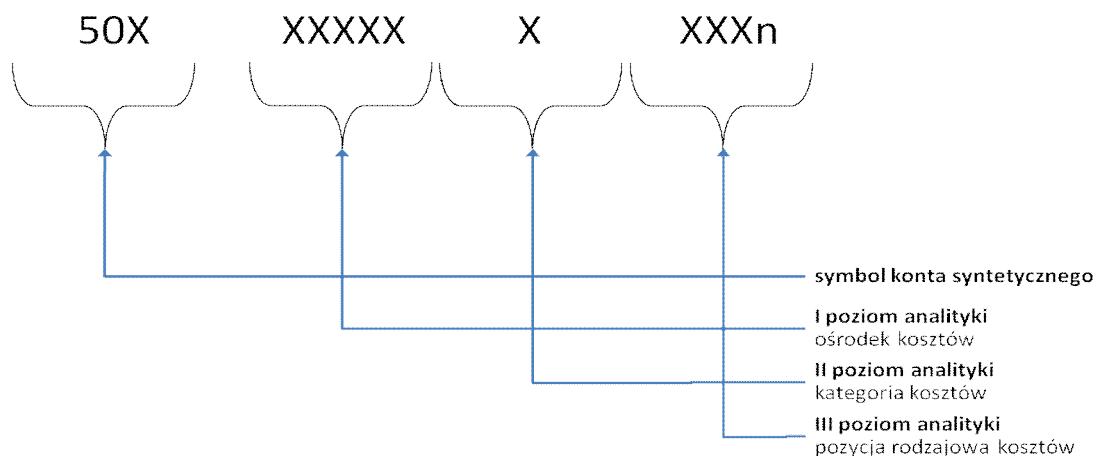 50X XXXXX X XXXn
symbol konta syntetycznego
I poziom analityki
ośrodek kosztów
II poziom analityki
kategoria kosztów
III poziom analityki
pozycja rodzajowa kosztów